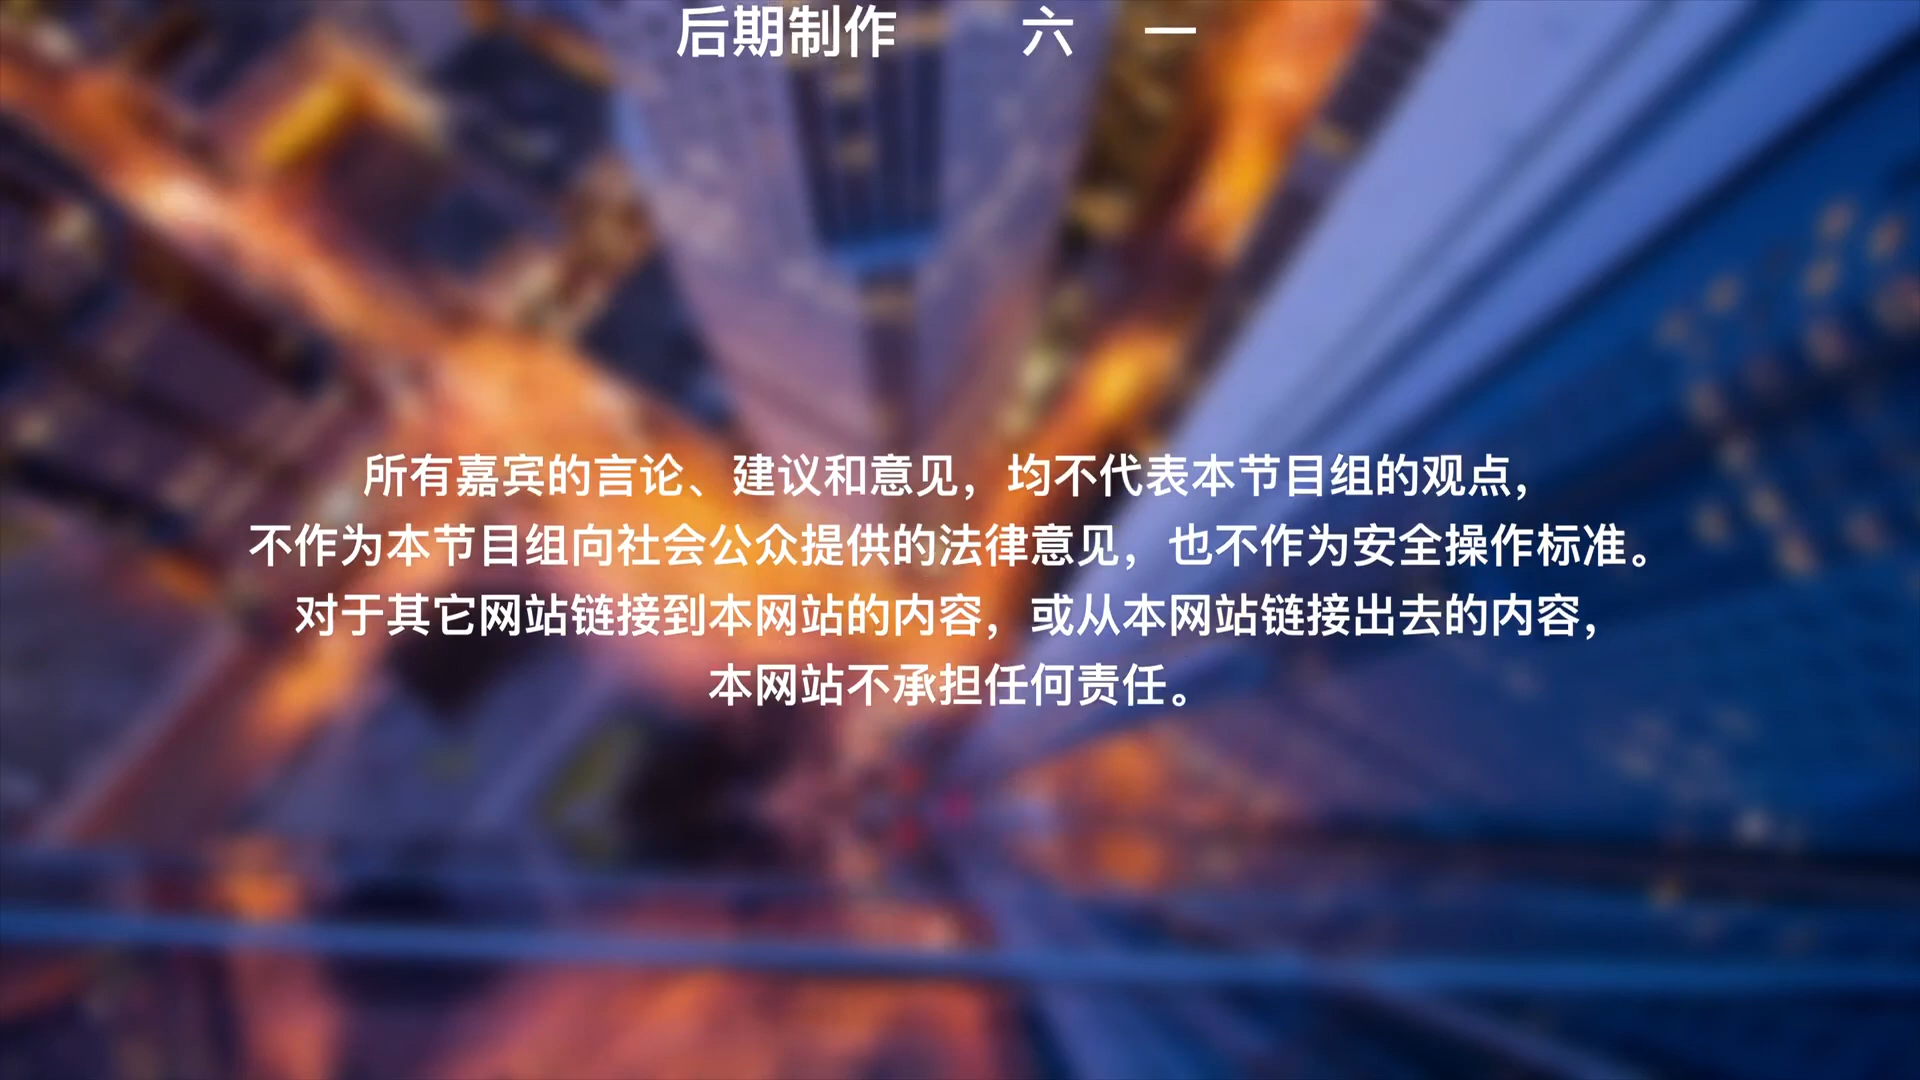 后期制作 六 一
所有嘉宾的言论、建议和意见，均不代表本节目组的观点，
不作为本节目组向社会公众提供的法律意见，也不作为安全操作标准。
对于其它网站链接到本网站的内容，或从本网站链接出去的内容，
本网站不承担任何责任。